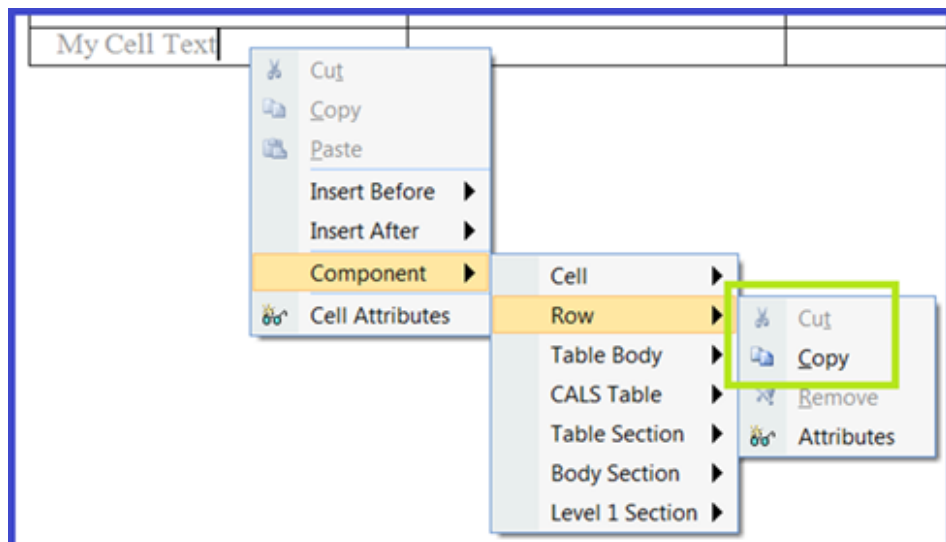 My Cell Text
Cut
Copy
Paste
Insert Before
Insert After
Component
Cell Attributes
Cell
Row
Table Body
CALS Table
Table Section
Body Section
Level 1 Section
Cut
Copy
Remove
Attributes